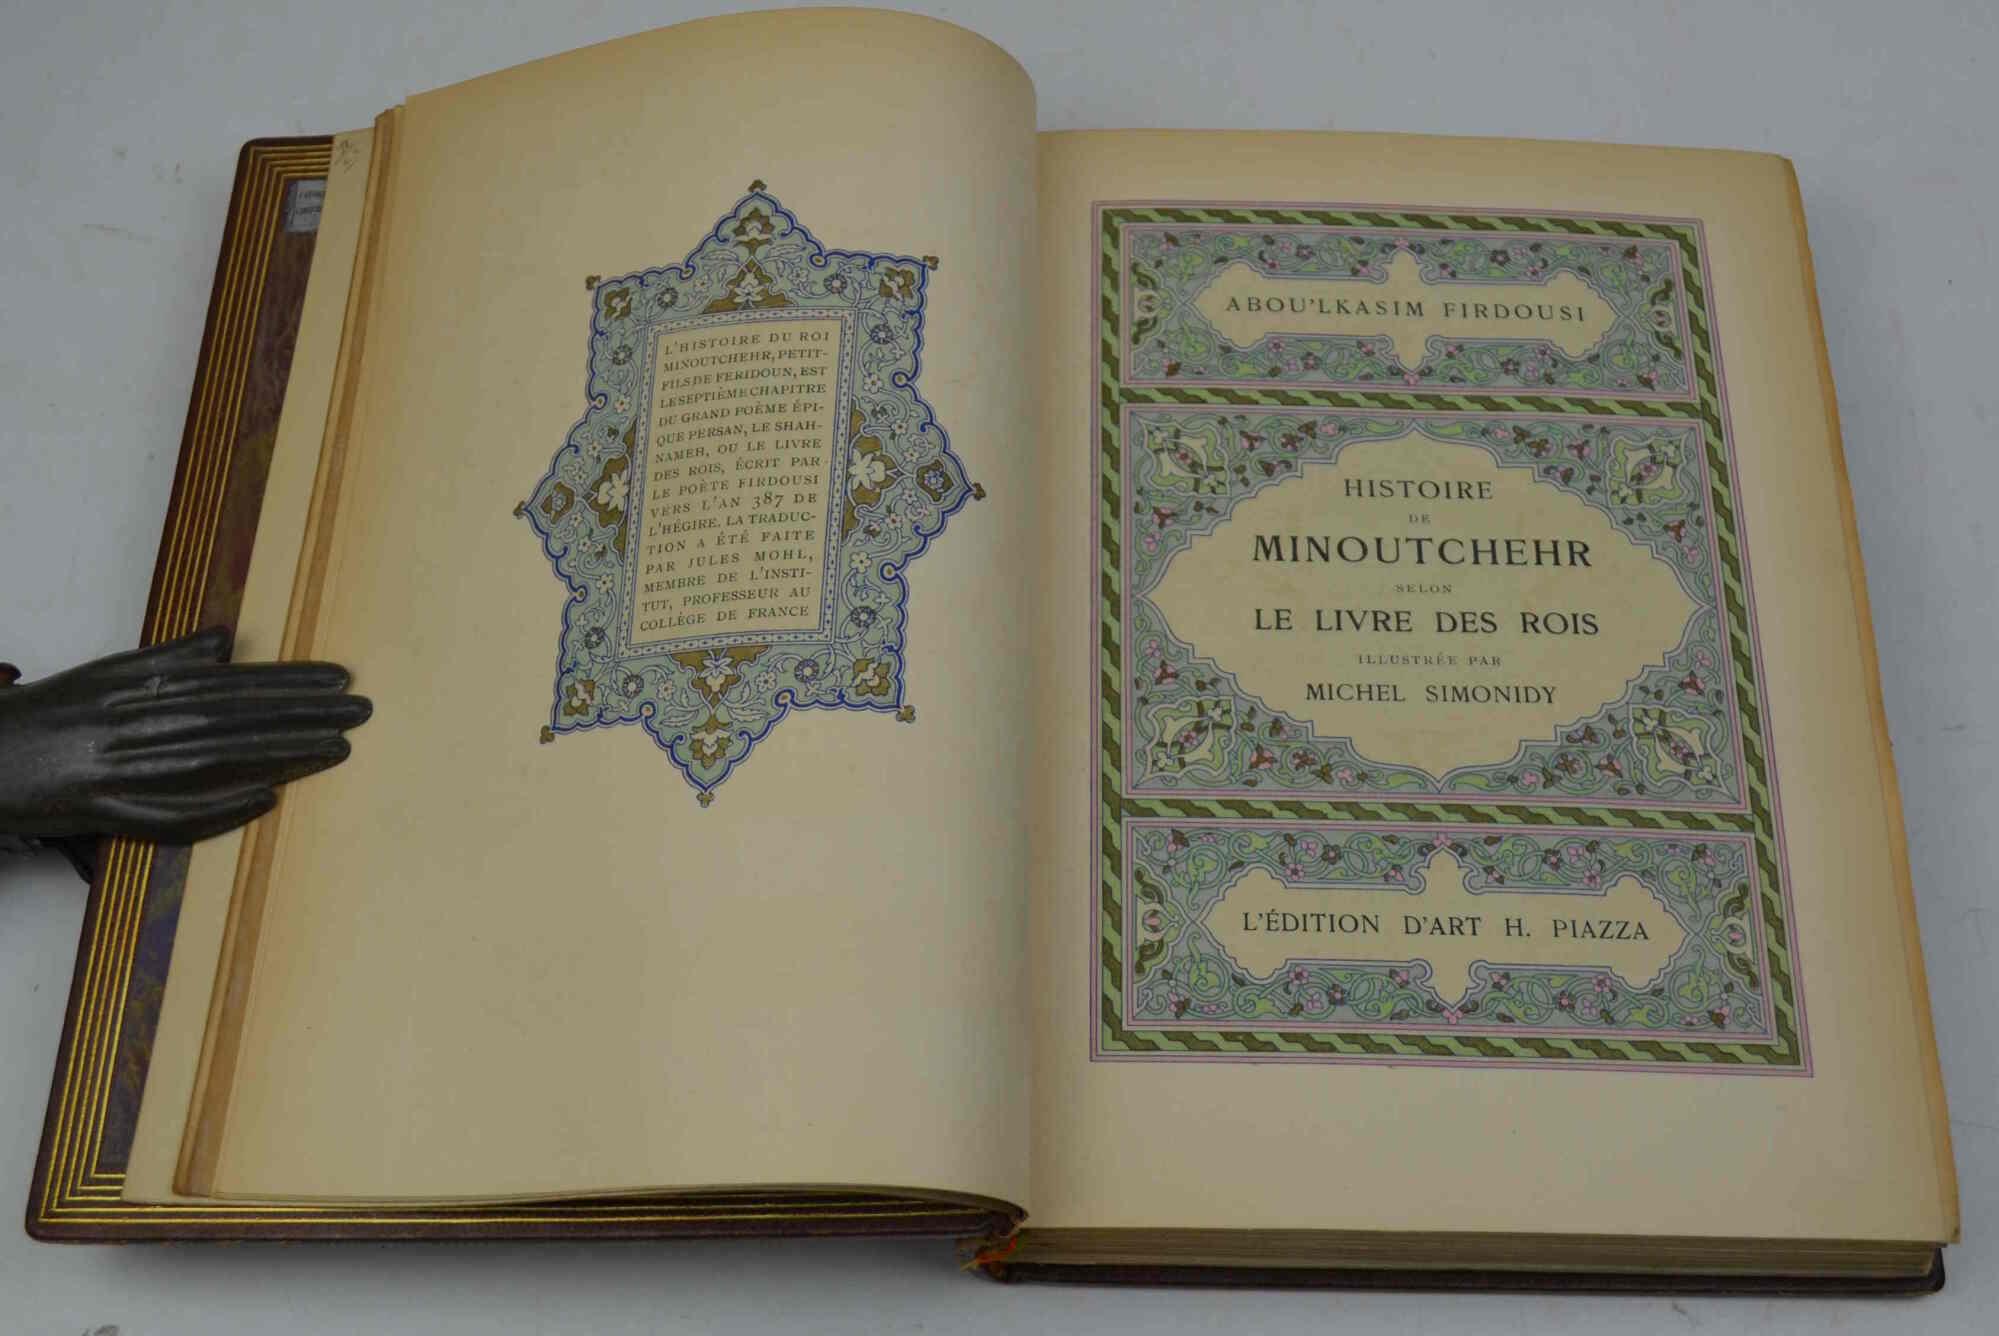 L'HISTOIRE DU ROI
MINOUTCHEHR, PETIT-
FILS DE FERIDOUN, EST
LE SEPTIÈME CHAPITRE
DU GRAND POÈME ÉPI-
QUE PERSAN, LE SHAH-
NAMEH, OU LE LIVRE
DES ROIS, ÉCRIT PAR
LE POÈTE FIRDOUSI
VERS L'AN 387 DE
L'HÉGIRE. LA TRADUC-
TION A ÉTÉ FAITE
PAR JULES MOHL,
MEMBRE DE L'INSTI-
TUT, PROFESSEUR AU
COLLÈGE DE FRANCE
ABOU'LKASIM FIRDOUSI
HISTOIRE
DE
MINOUTCHEHR
SELON
LE LIVRE DES ROIS
ILLUSTRÉE PAR
MICHEL SIMONIDY
L'ÉDITION D'ART H. PIAZZA